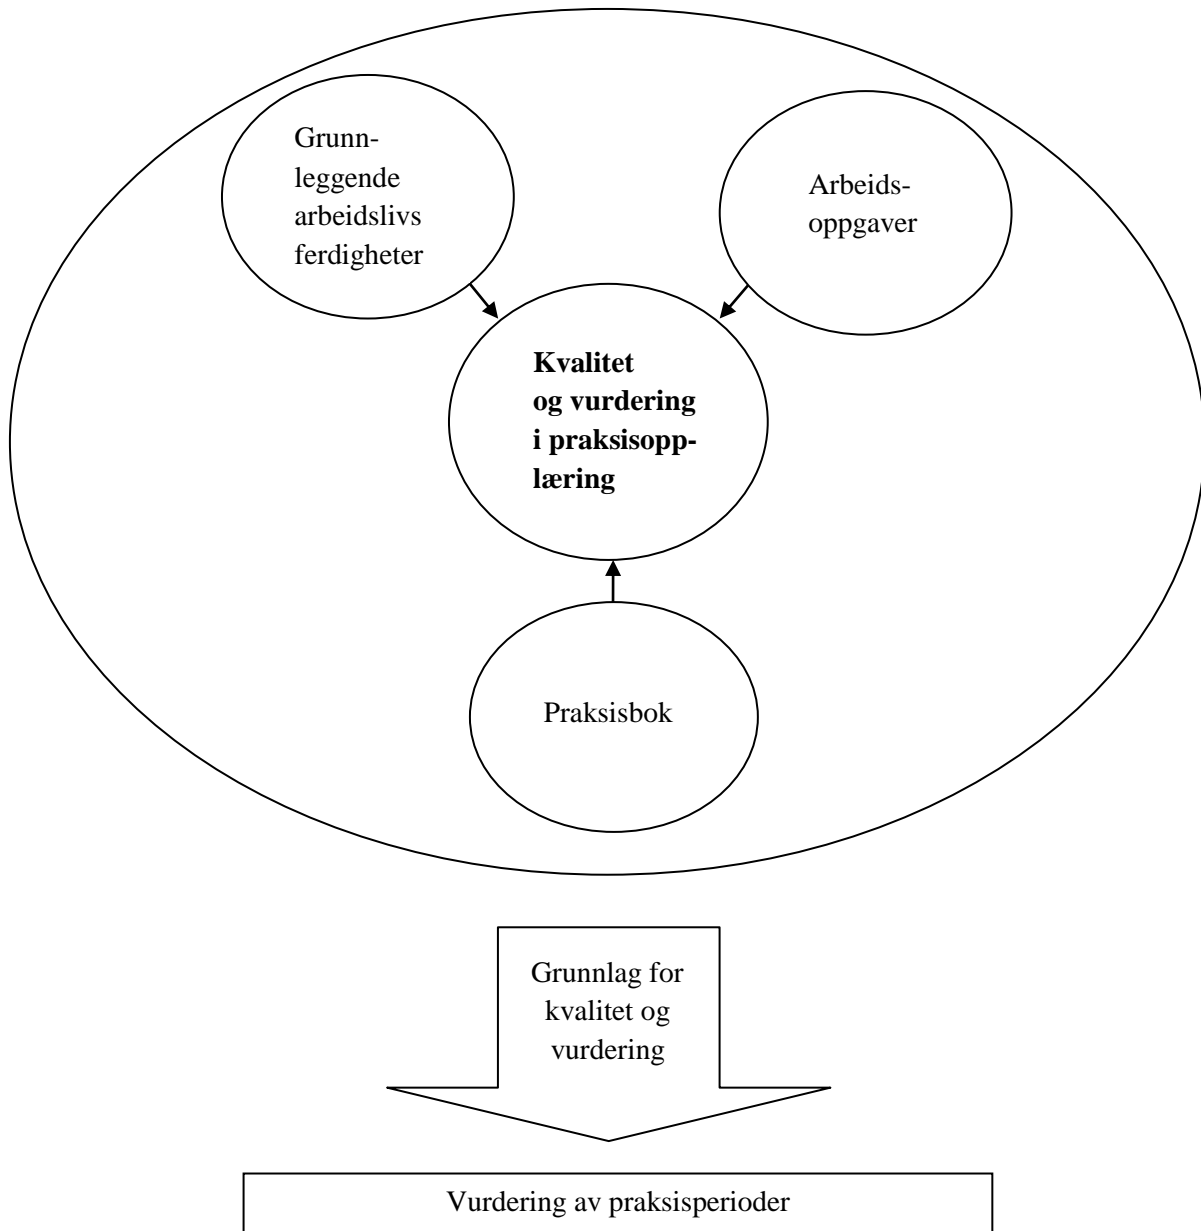 Grunn-
leggende
arbeidslivs
ferdigheter
Arbeids-
oppgaver
Kvalitet
og vurdering
i praksisopp-
læring
Praksisbok
Grunnlag for
kvalitet og
vurdering
Vurdering av praksisperioder